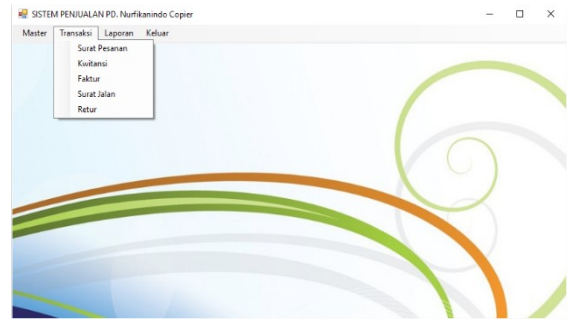 SISTEM PENJUALAN PD. Nurfikanindo Copier
Master Transaksi Laporan Keluar
Surat Pesanan
Kwitansi
Faktur
Surat Jalan
Retur